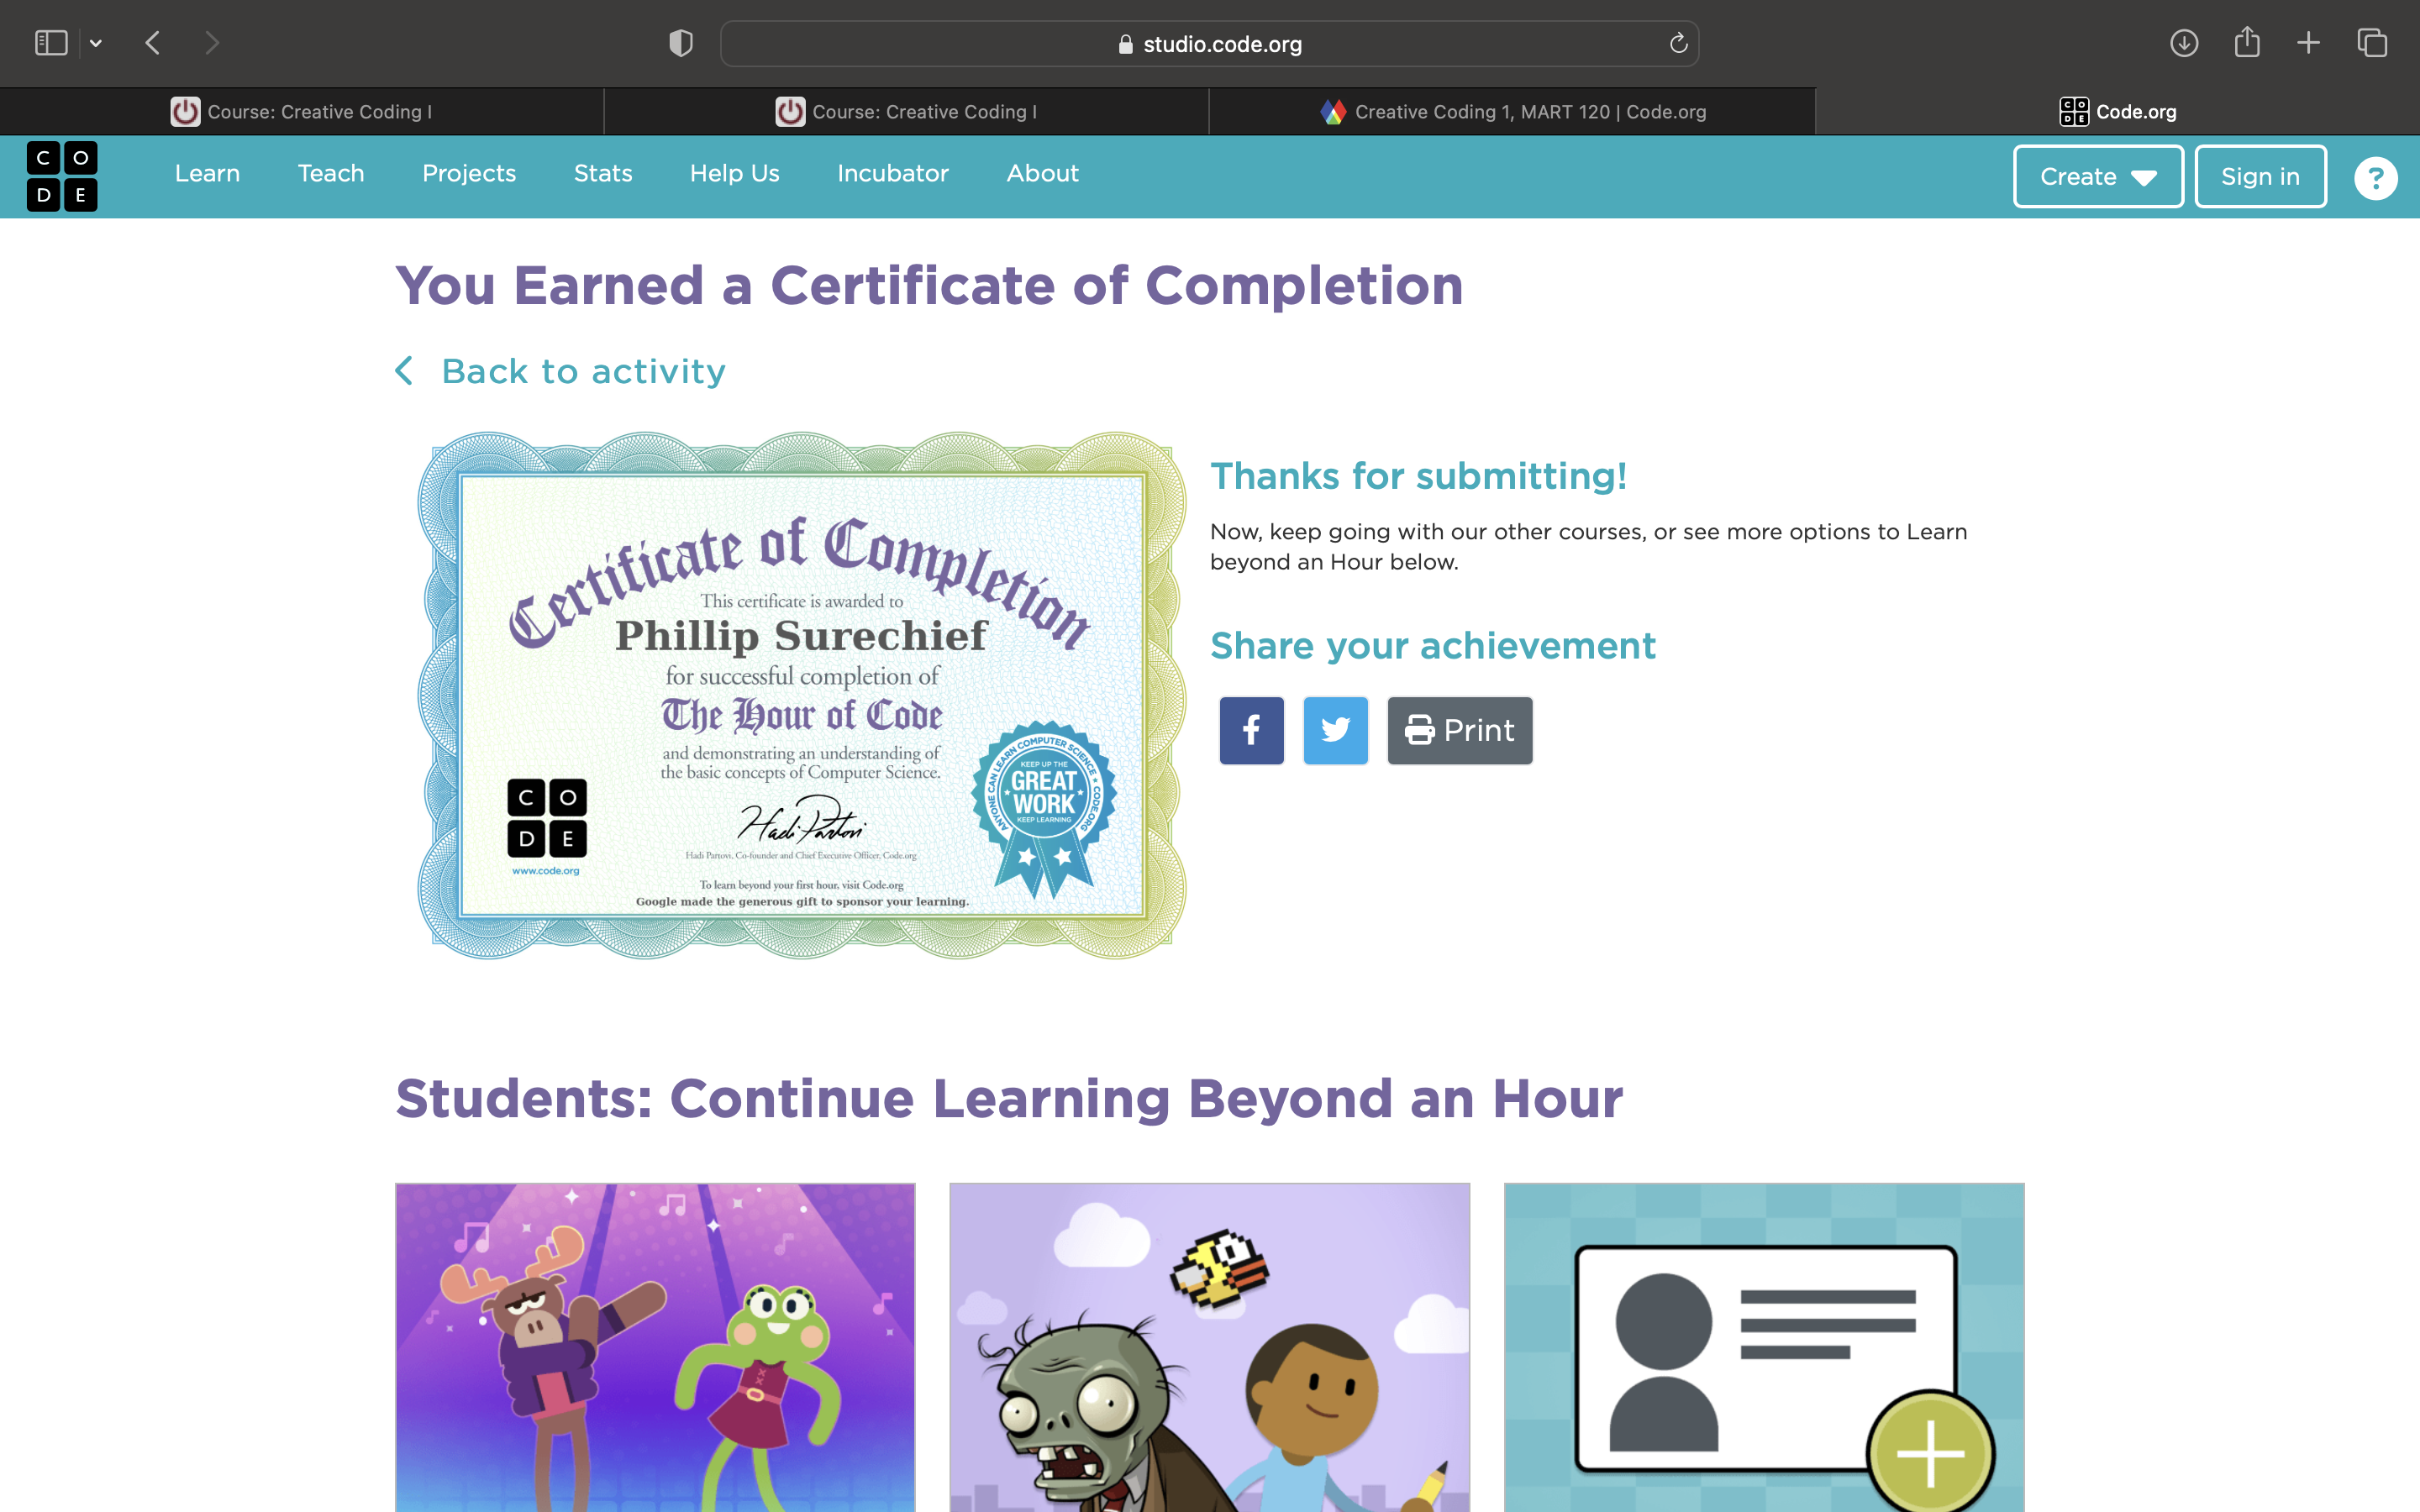 studio.code.org
Course: Creative Coding I
Course: Creative Coding I
Creative Coding 1, MART 120 | Code.org
CO
DE
Code.org
C O
D E
Learn
Teach
Projects
Stats
Help Us
Incubator
About
Create
Sign in
?
You Earned a Certificate of Completion
Back to activity
Certificate of Completion
This certificate is awarded to
Phillip Surechief
for successful completion of
The Hour of Code
and demonstrating an understanding of
the basic concepts of Computer Science.
Hadi Partovi
Hadi Partovi, Co-founder and Chief Executive Officer, Code.org
To learn beyond your first hour, visit Code.org
Google made the generous gift to sponsor your learning.
C O
D E
www.code.org
ANYONE CAN LEARN COMPUTER SCIENCE • CODE.ORG
KEEP UP THE
GREAT
WORK
KEEP LEARNING
Thanks for submitting!
Now, keep going with our other courses, or see more options to Learn
beyond an Hour below.
Share your achievement
f
Print
Students: Continue Learning Beyond an Hour